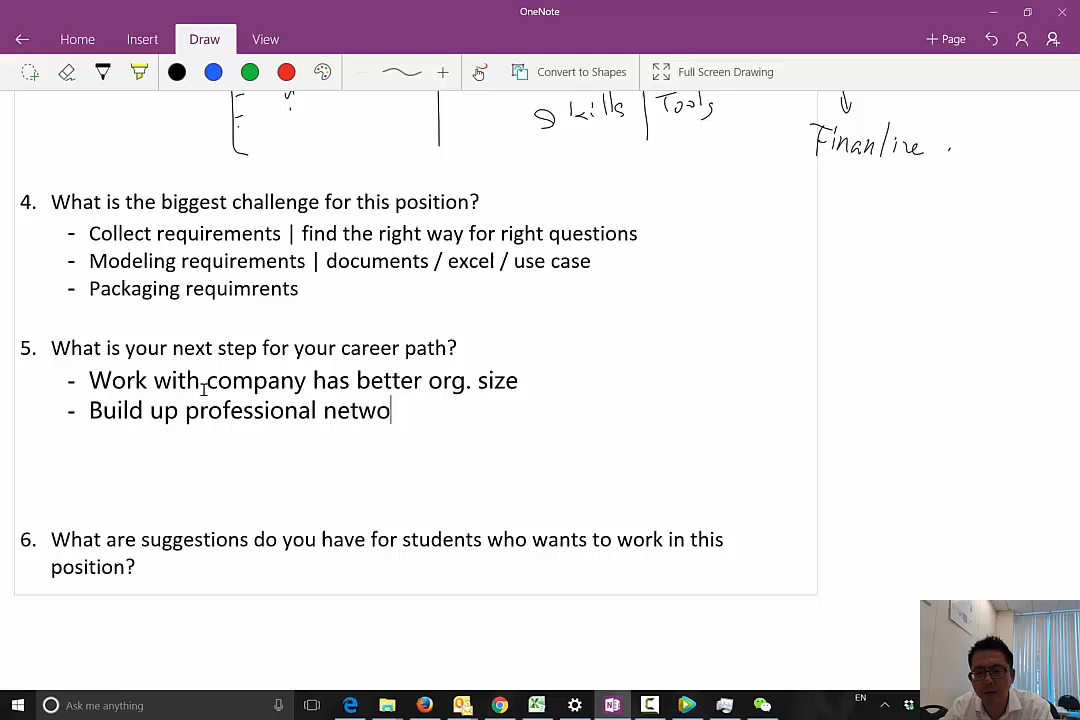 OneNote
Home Insert Draw View + Page
Convert to Shapes Full Screen Drawing
Skills | Tools
4. What is the biggest challenge for this position?
- Collect requirements | find the right way for right questions
- Modeling requirements | documents / excel / use case
- Packaging requimrents
5. What is your next step for your career path?
- Work with company has better org. size
- Build up professional netwo
6. What are suggestions do you have for students who wants to work in this
position?
Ask me anything
EN